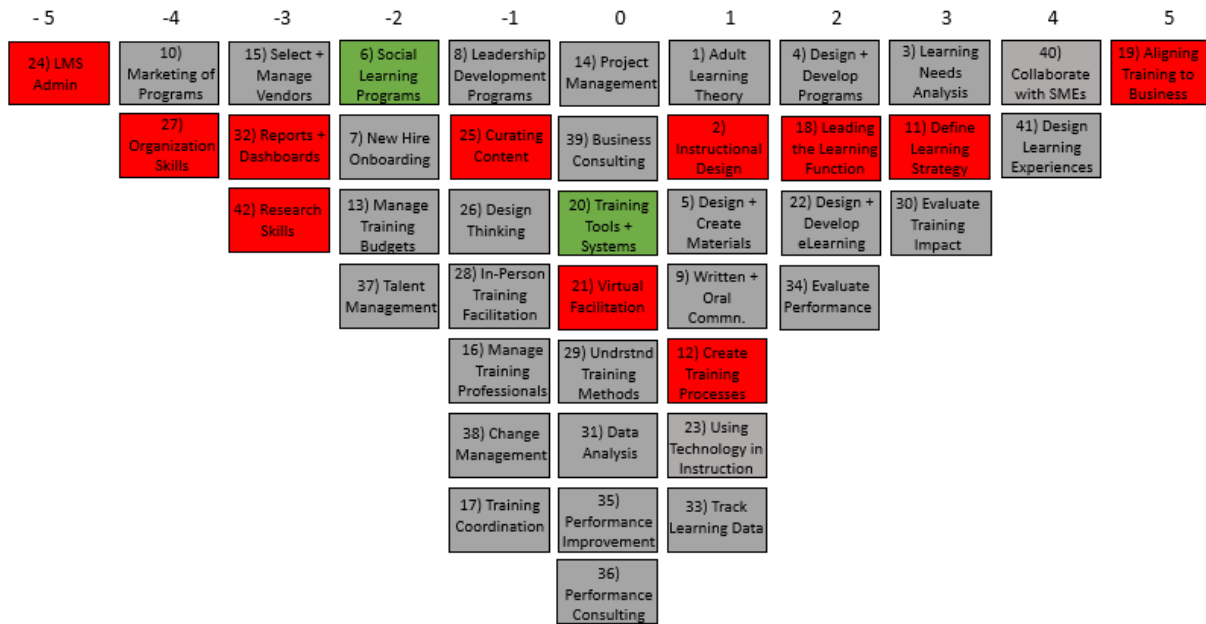 - 5 -4 -3 -2 -1 0 1 2 3 4 5
24) LMS
Admin
10)
Marketing of
Programs
15) Select +
Manage
Vendors
6) Social
Learning
Programs
8) Leadership
Development
Programs
14) Project
Management
1) Adult
Learning
Theory
4) Design +
Develop
Programs
3) Learning
Needs
Analysis
40)
Collaborate
with SMEs
19) Aligning
Training to
Business
27)
Organization
Skills
32) Reports +
Dashboards
7) New Hire
Onboarding
25) Curating
Content
39) Business
Consulting
2)
Instructional
Design
18) Leading
the Learning
Function
11) Define
Learning
Strategy
41) Design
Learning
Experiences
42) Research
Skills
13) Manage
Training
Budgets
26) Design
Thinking
20) Training
Tools +
Systems
5) Design +
Create
Materials
22) Design +
Develop
eLearning
30) Evaluate
Training
Impact
37) Talent
Management
28) In-Person
Training
Facilitation
21) Virtual
Facilitation
9) Written +
Oral
Commn.
34) Evaluate
Performance
16) Manage
Training
Professionals
29) Undrstnd
Training
Methods
12) Create
Training
Processes
38) Change
Management
31) Data
Analysis
23) Using
Technology in
Instruction
17) Training
Coordination
35)
Performance
Improvement
33) Track
Learning Data
36)
Performance
Consulting